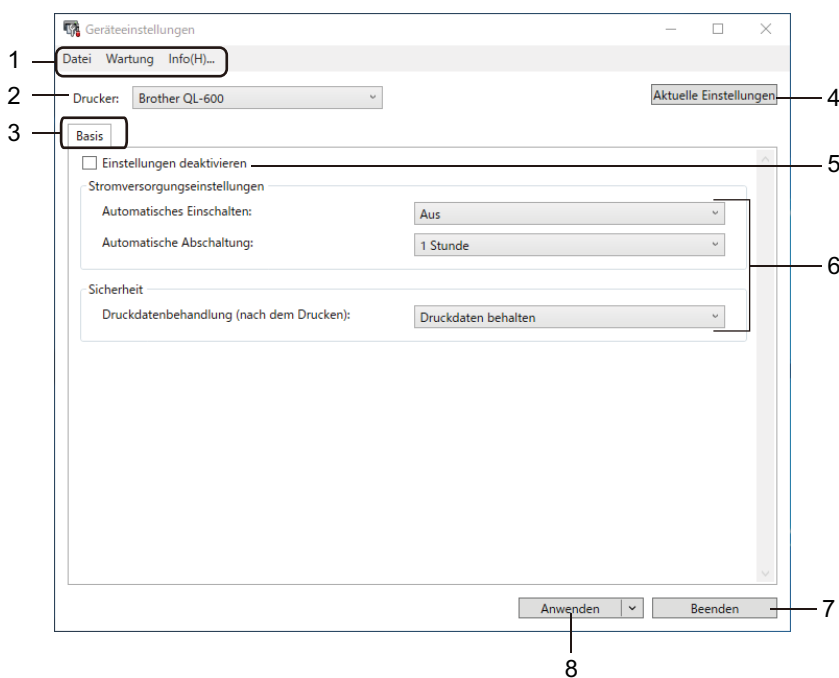 Geräteeinstellungen
1
Datei Wartung Info(H)...
2
Drucker: Brother QL-600
Aktuelle Einstellungen
4
3
Basis
Einstellungen deaktivieren
5
Stromversorgungseinstellungen
Automatisches Einschalten: Aus
Automatische Abschaltung: 1 Stunde
6
Sicherheit
Druckdatenbehandlung (nach dem Drucken): Druckdaten behalten
Anwenden
Beenden
7
8